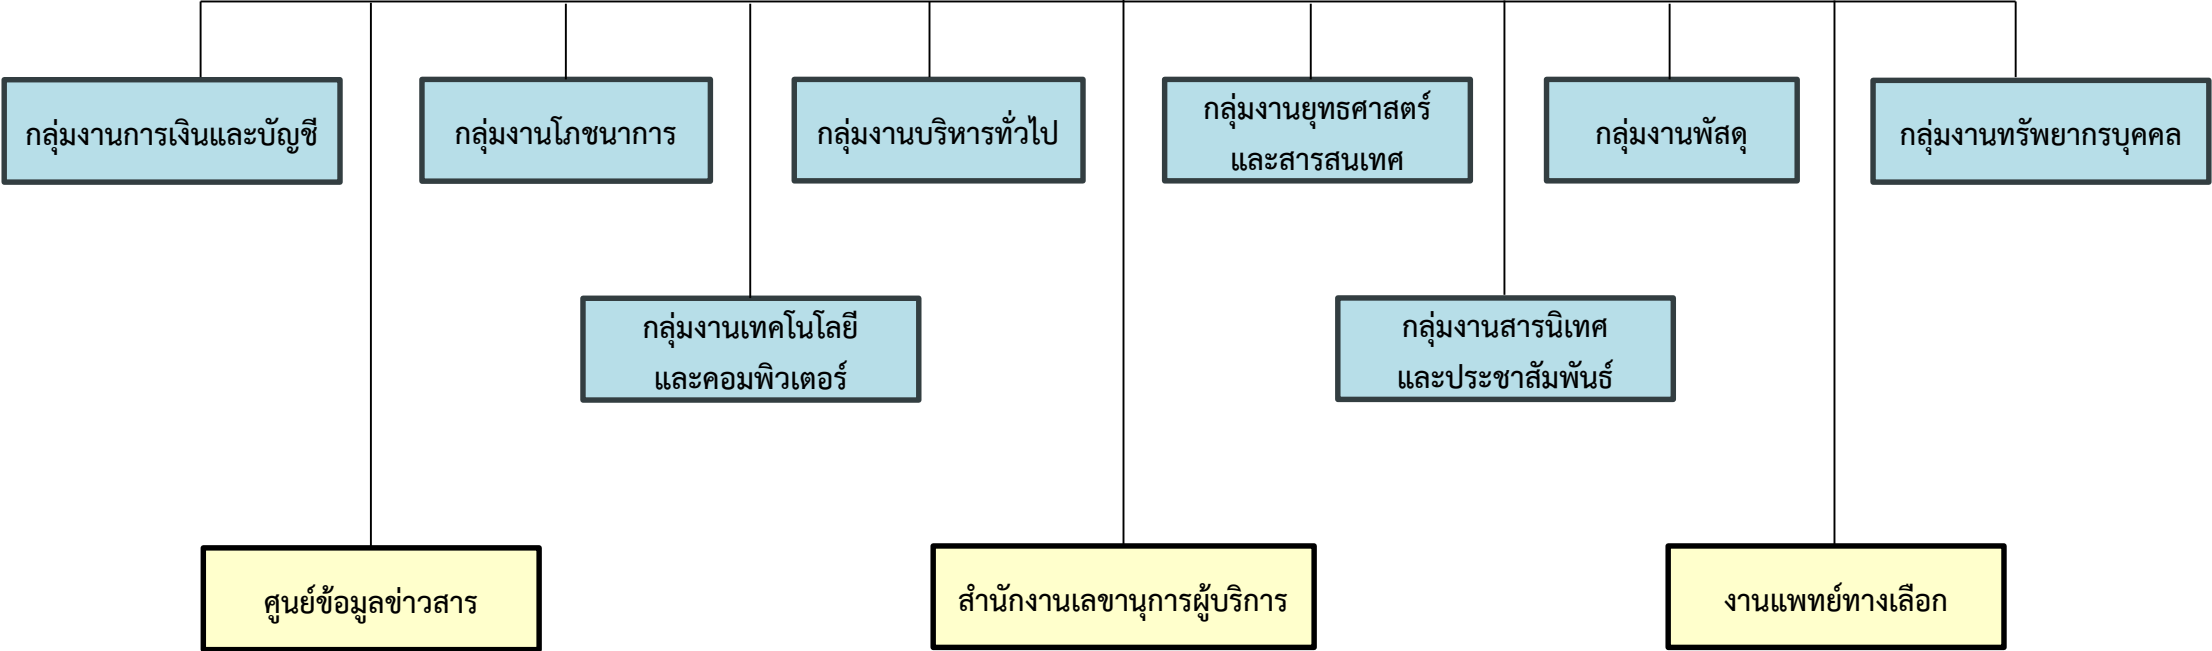 กลุ่มงานการเงินและบัญชี
กลุ่มงานโภชนาการ
กลุ่มงานบริหารทั่วไป
กลุ่มงานยุทธศาสตร์
และสารสนเทศ
กลุ่มงานพัสดุ
กลุ่มงานทรัพยากรบุคคล
กลุ่มงานเทคโนโลยี
และคอมพิวเตอร์
กลุ่มงานสารนิเทศ
และประชาสัมพันธ์
ศูนย์ข้อมูลข่าวสาร
สำนักงานเลขานุการผู้บริการ
งานแพทย์ทางเลือก